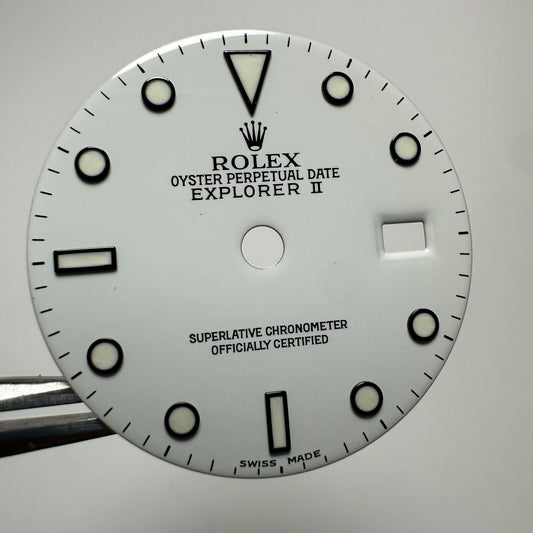 ROLEX
OYSTER PERPETUAL DATE
EXPLORER II
SUPERLATIVE CHRONOMETER
OFFICIALLY CERTIFIED
SWISS MADE